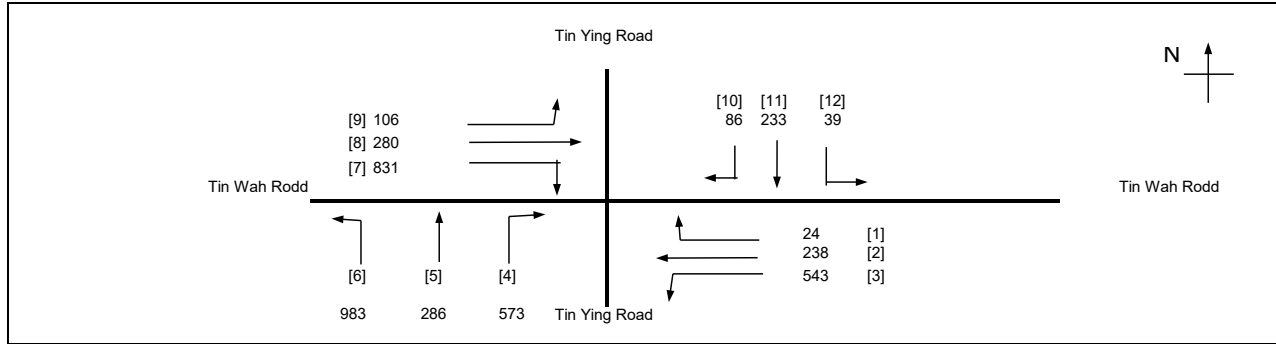 Tin Ying Road
N
[10] [11] [12]
86 233 39
[9] 106
[8] 280
[7] 831
Tin Wah Rodd
Tin Wah Rodd
24 [1]
238 [2]
543 [3]
[6] [5] [4]
983 286 573
Tin Ying Road